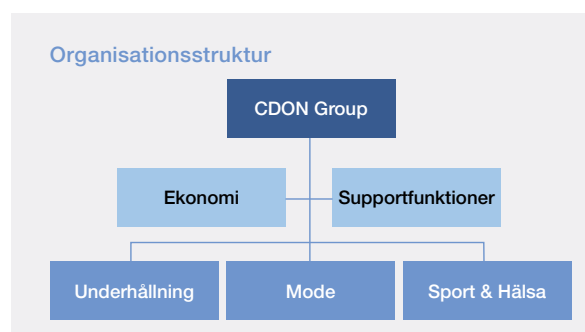 Organisationsstruktur
CDON Group
Ekonomi
Supportfunktioner
Underhållning
Mode
Sport & Hälsa